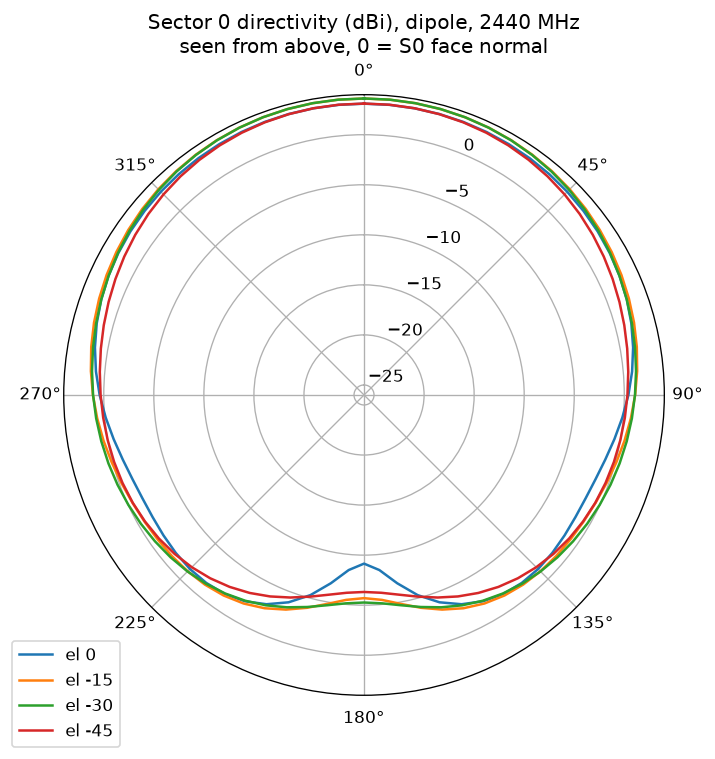 Sector 0 directivity (dBi), dipole, 2440 MHz
seen from above, 0 = S0 face normal
0°
315°
45°
0
−5
−10
−15
−20
−25
270°
90°
225°
135°
180°
el 0
el -15
el -30
el -45